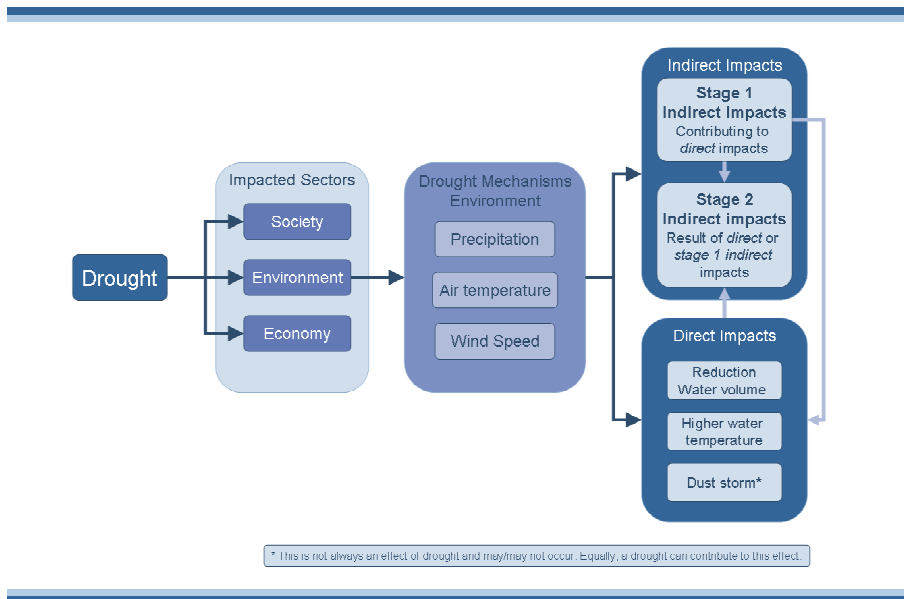 Drought
Impacted Sectors
Society
Environment
Economy
Drought Mechanisms
Environment
Precipitation
Air temperature
Wind Speed
Indirect Impacts
Stage 1
Indirect Impacts
Contributing to
direct impacts
Stage 2
Indirect impacts
Result of direct or
stage 1 indirect
impacts
Direct Impacts
Reduction
Water volume
Higher water
temperature
Dust storm*
* This is not always an effect of drought and may/may not occur. Equally, a drought can contribute to this effect.